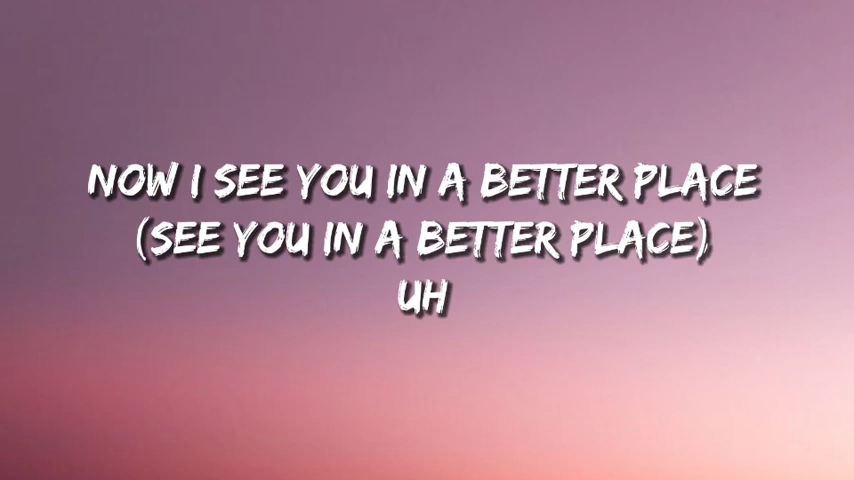 NOW I SEE YOU IN A BETTER PLACE
(SEE YOU IN A BETTER PLACE)
UH